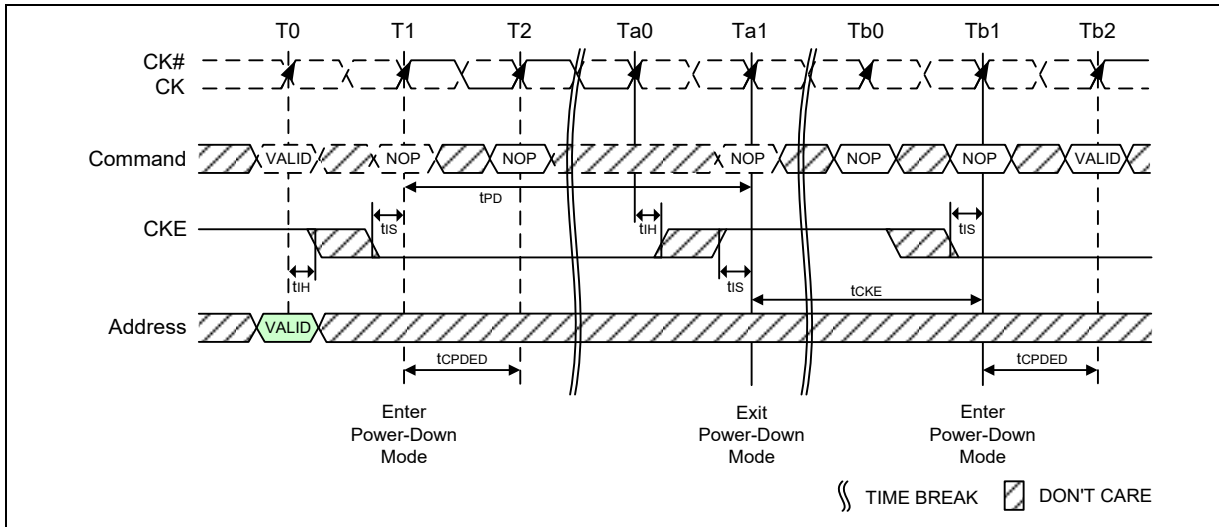 T0 T1 T2 Ta0 Ta1 Tb0 Tb1 Tb2
CK#
CK
Command VALID NOP NOP NOP NOP NOP VALID
tPD
CKE tIS tIH tIS
tIH tIS tCKE
Address VALID
tCPDED tCPDED
Enter
Power-Down
Mode
Exit
Power-Down
Mode
Enter
Power-Down
Mode
TIME BREAK DON'T CARE